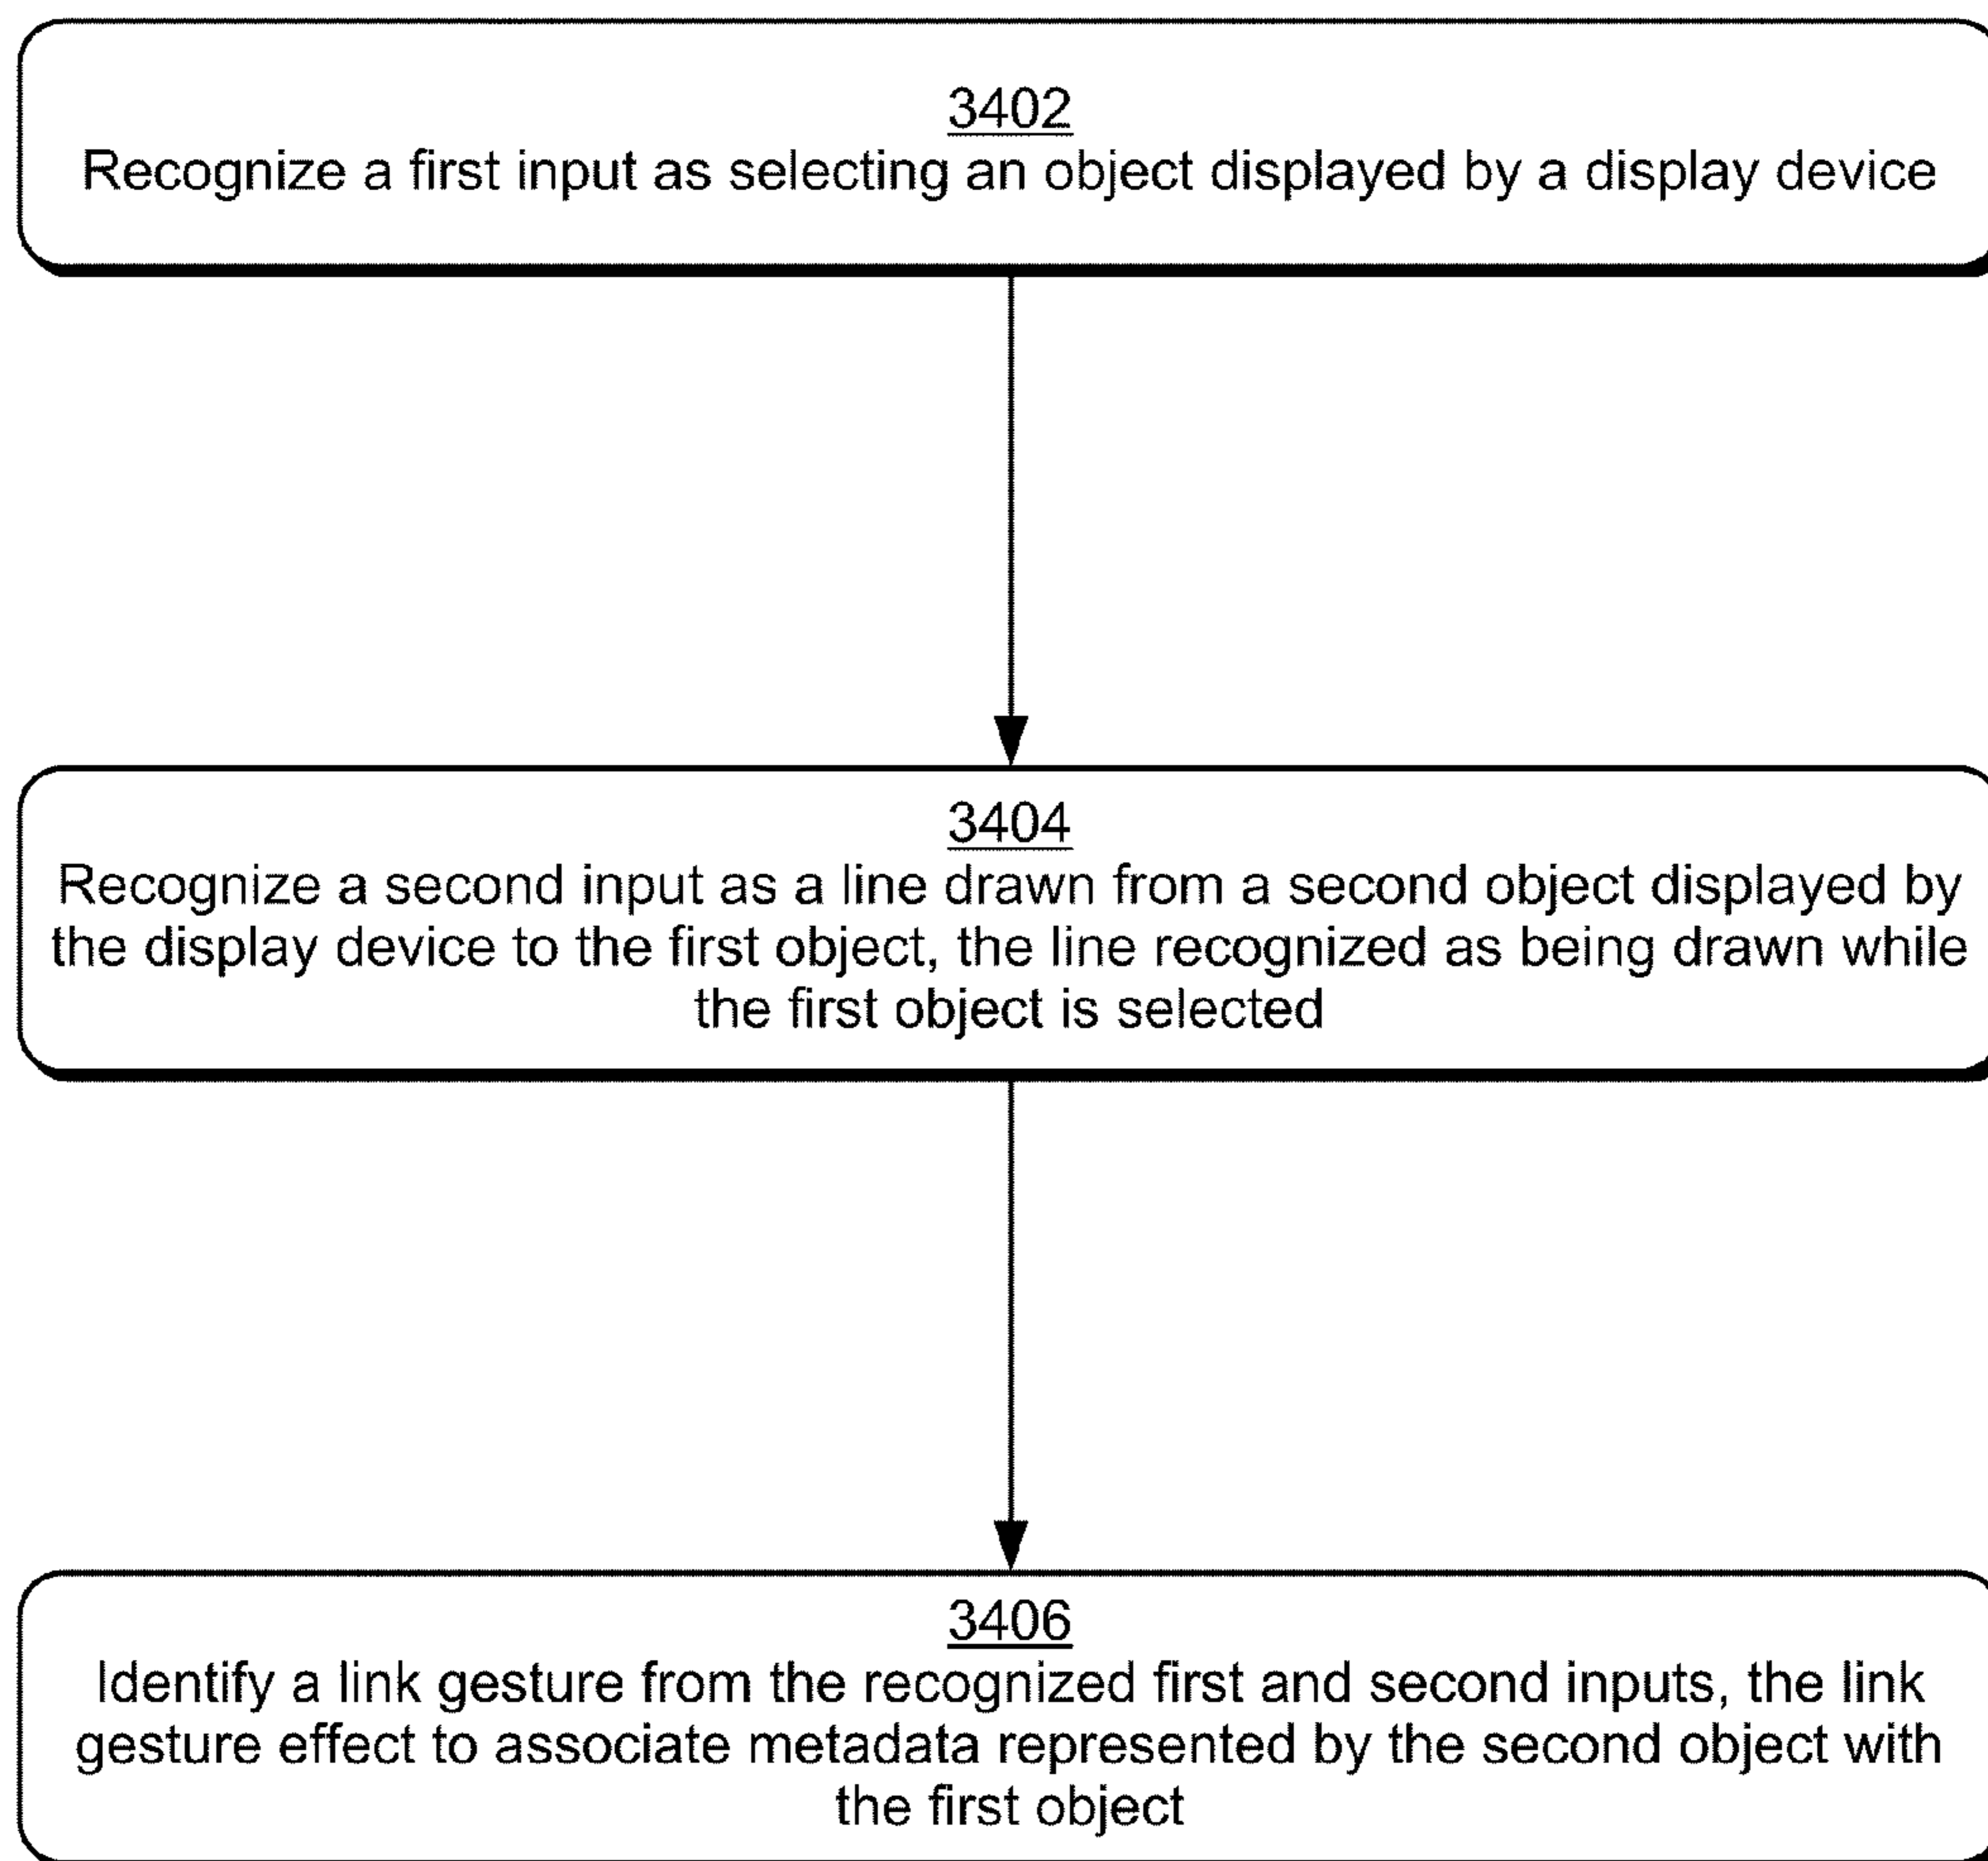 3402
Recognize a first input as selecting an object displayed by a display device
3404
Recognize a second input as a line drawn from a second object displayed by
the display device to the first object, the line recognized as being drawn while
the first object is selected
3406
Identify a link gesture from the recognized first and second inputs, the link
gesture effect to associate metadata represented by the second object with
the first object